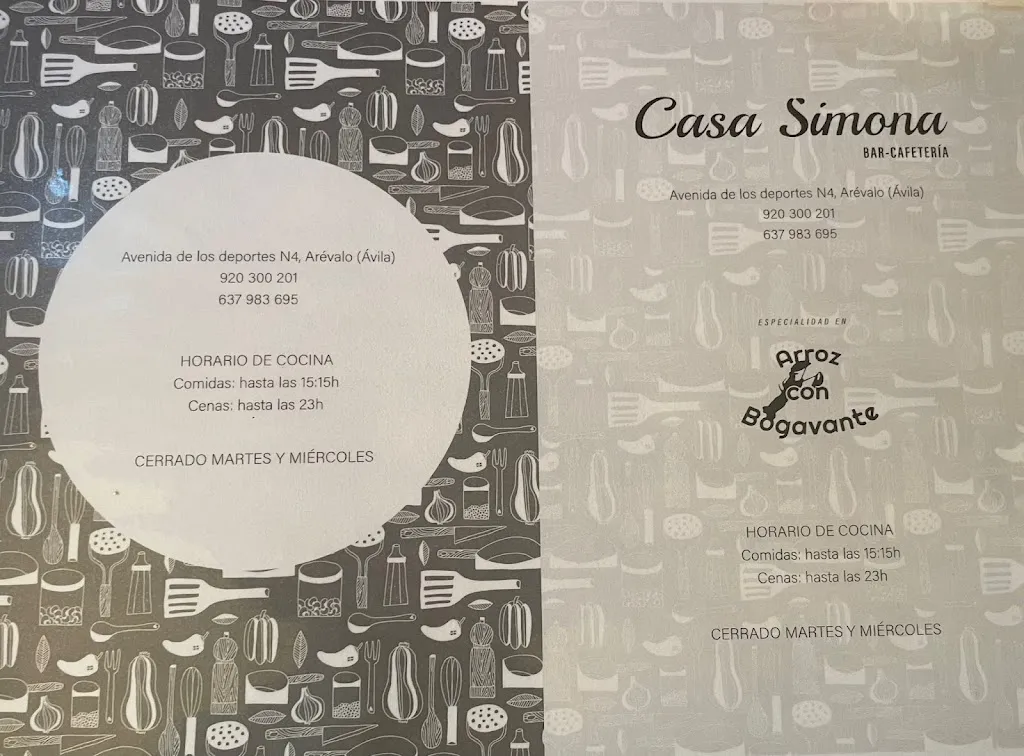 Avenida de los deportes N4, Arévalo (Ávila)
920 300 201
637 983 695
HORARIO DE COCINA
Comidas: hasta las 15:15h
Cenas: hasta las 23h
CERRADO MARTES Y MIÉRCOLES
Casa Simona
BAR-CAFETERÍA
Avenida de los deportes N4, Arévalo (Ávila)
920 300 201
637 983 695
ESPECIALIDAD EN
Arroz
con
Bogavante
HORARIO DE COCINA
Comidas: hasta las 15:15h
Cenas: hasta las 23h
CERRADO MARTES Y MIÉRCOLES